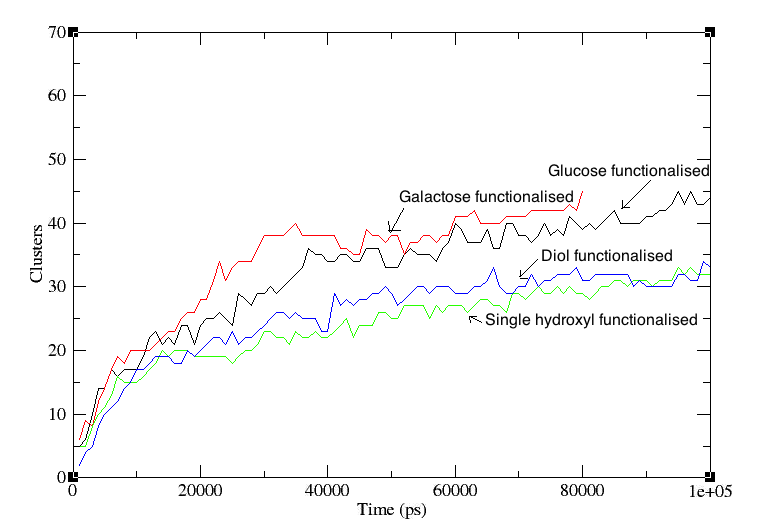 70
60
50
40
30
20
10
0
Clusters
Glucose functionalised
Galactose functionalised
Diol functionalised
Single hydroxyl functionalised
0 20000 40000 60000 80000 1e+05
Time (ps)